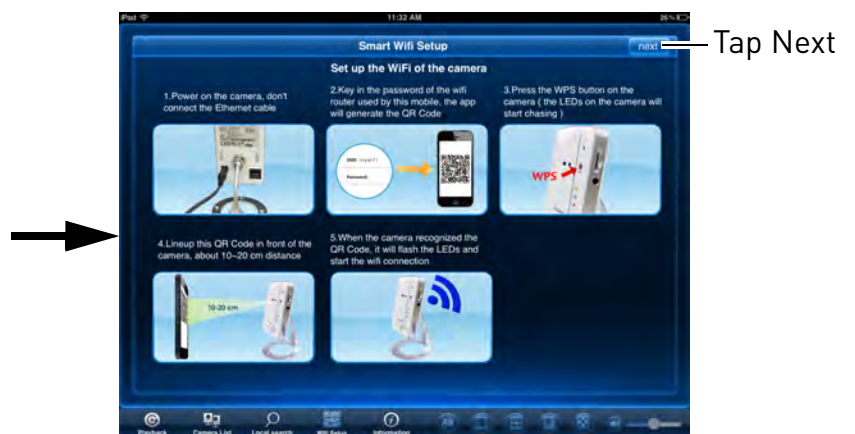 iPad 11:32 AM 26%
Smart Wifi Setup next
Tap Next
Set up the WiFi of the camera
1.Power on the camera, don't
connect the Ethernet cable
2.Key in the password of the wifi
router used by this mobile, the app
will generate the QR Code
3.Press the WPS button on the
camera ( the LEDs on the camera will
start chasing )
Password:
WPS
4.Lineup this QR Code in front of the
camera, about 10~20 cm distance
5.When the camera recognized the
QR Code, it will flash the LEDs and
start the wifi connection
10-20 cm
Playback Camera List Local search Wifi Setup Information